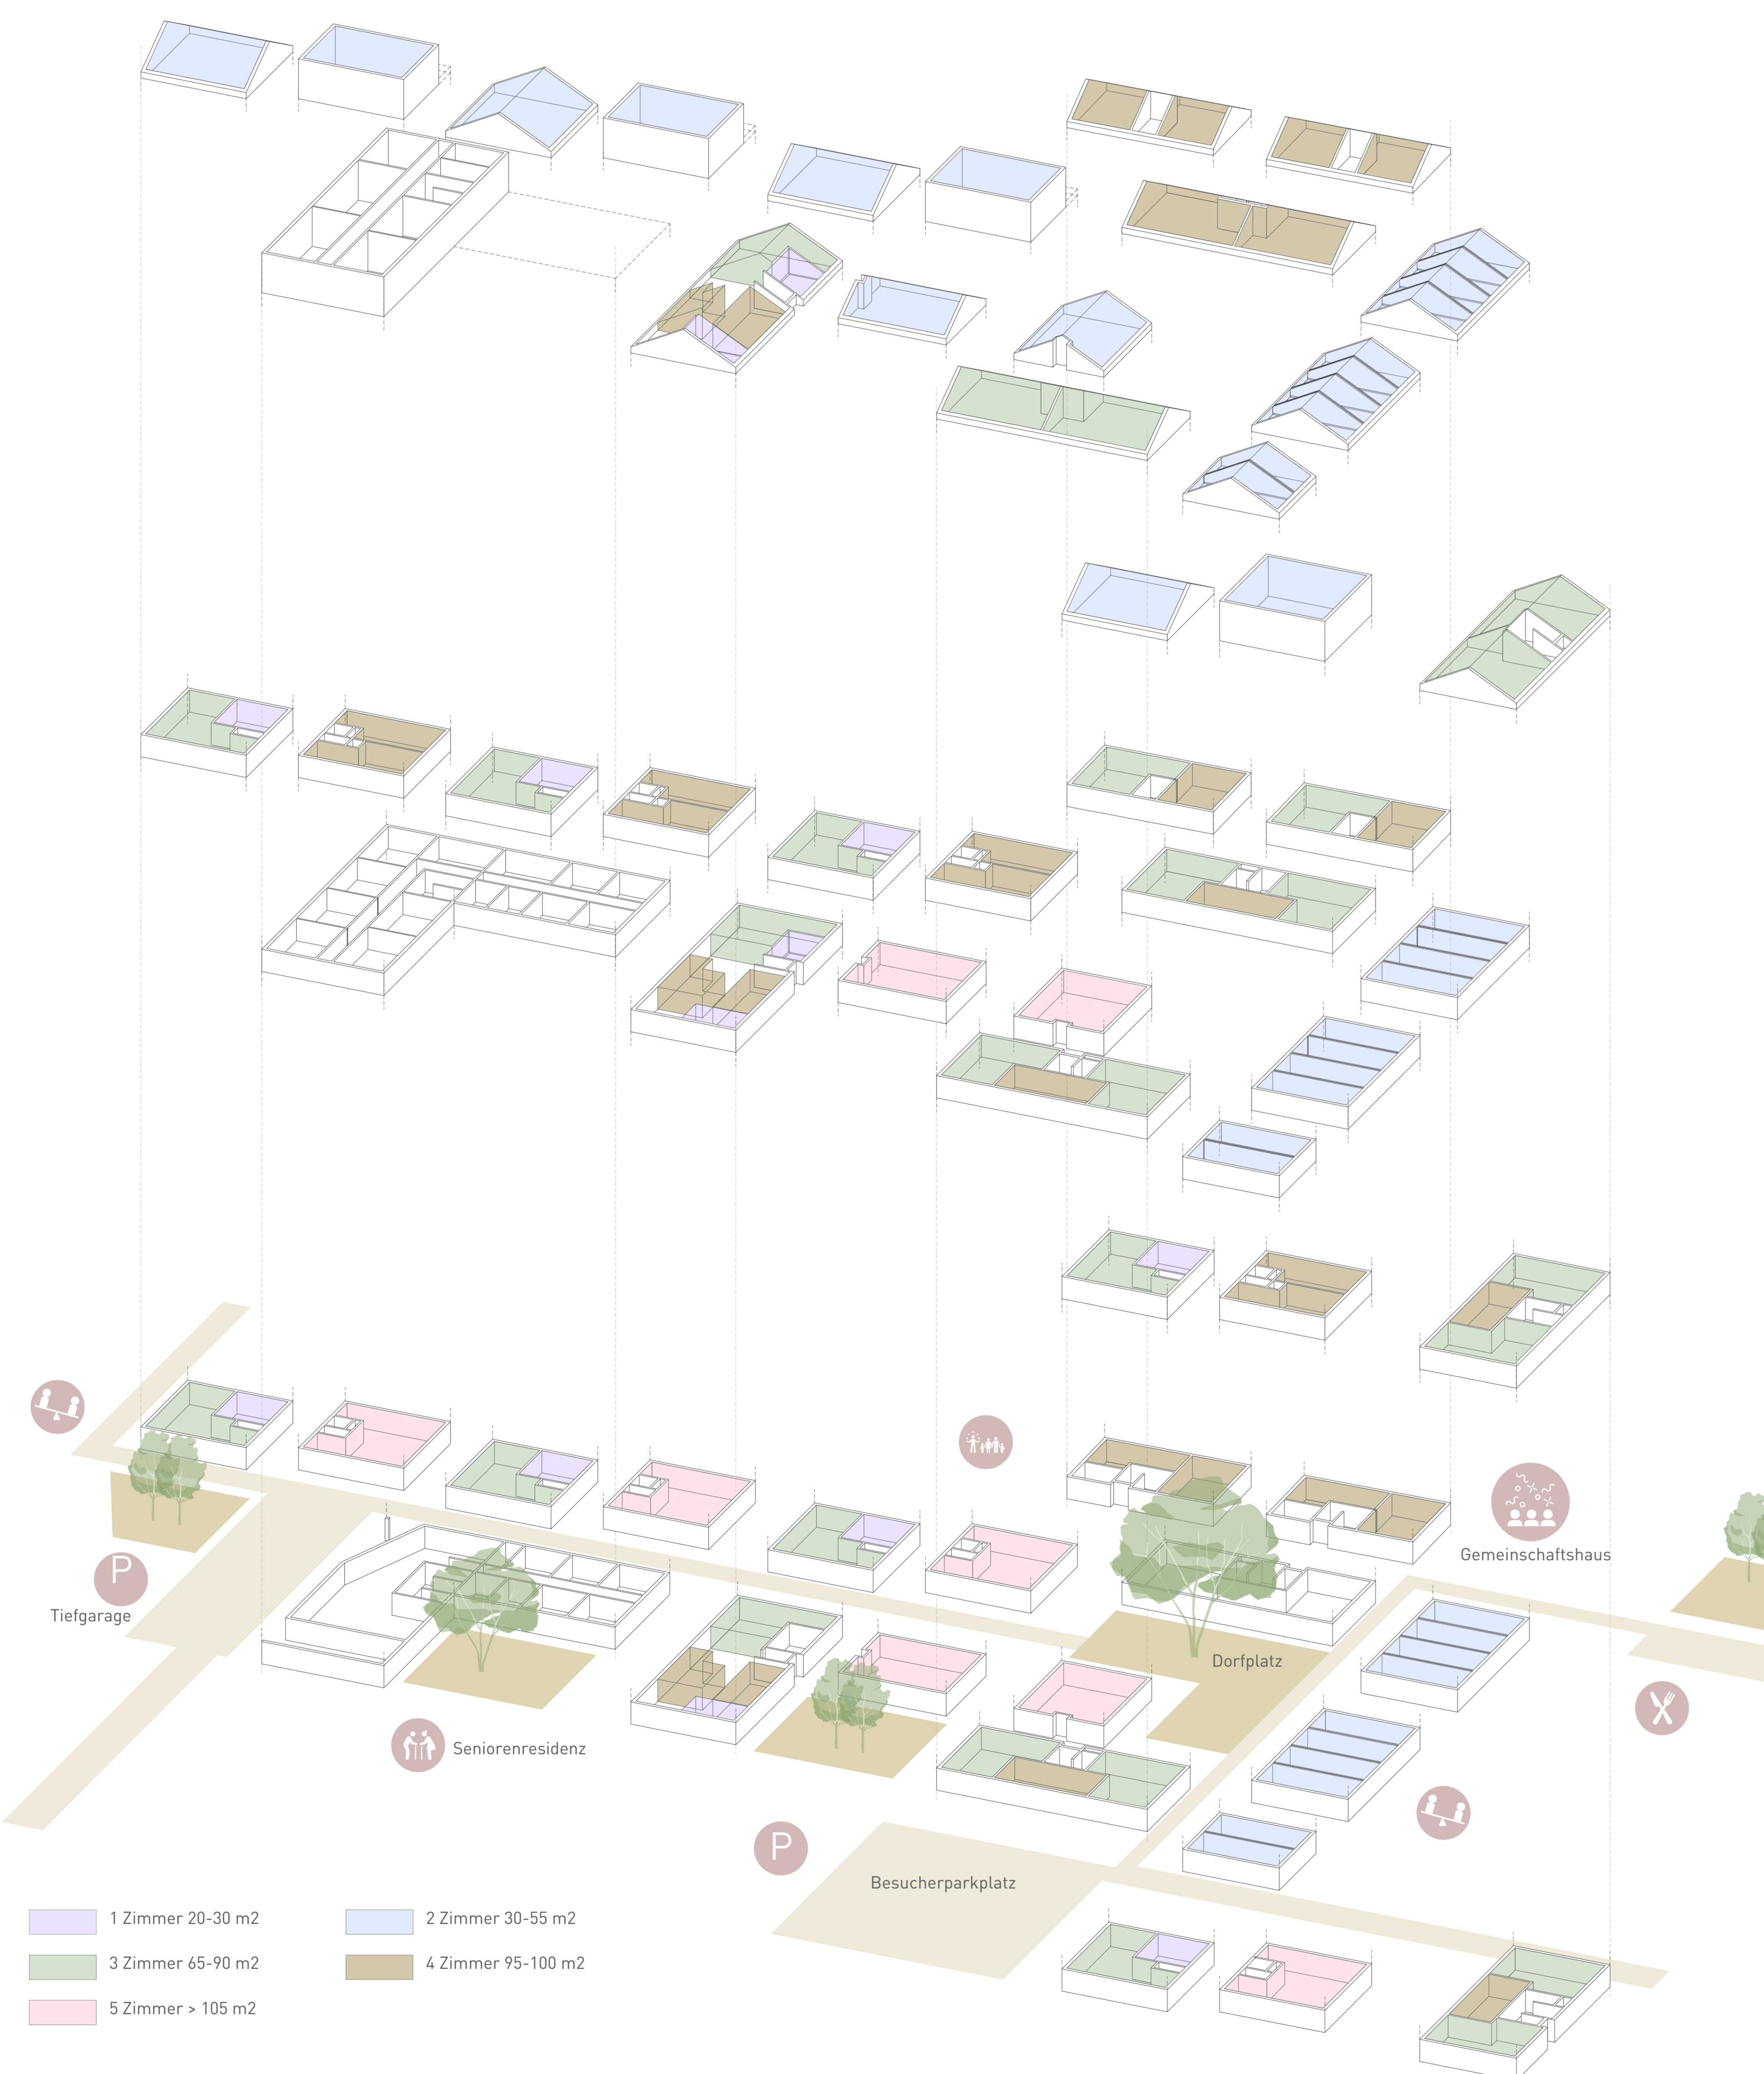 Gemeinschaftshaus
P
Tiefgarage
Dorfplatz
Seniorenresidenz
P
Besucherparkplatz
1 Zimmer 20-30 m2
2 Zimmer 30-55 m2
3 Zimmer 65-90 m2
4 Zimmer 95-100 m2
5 Zimmer > 105 m2